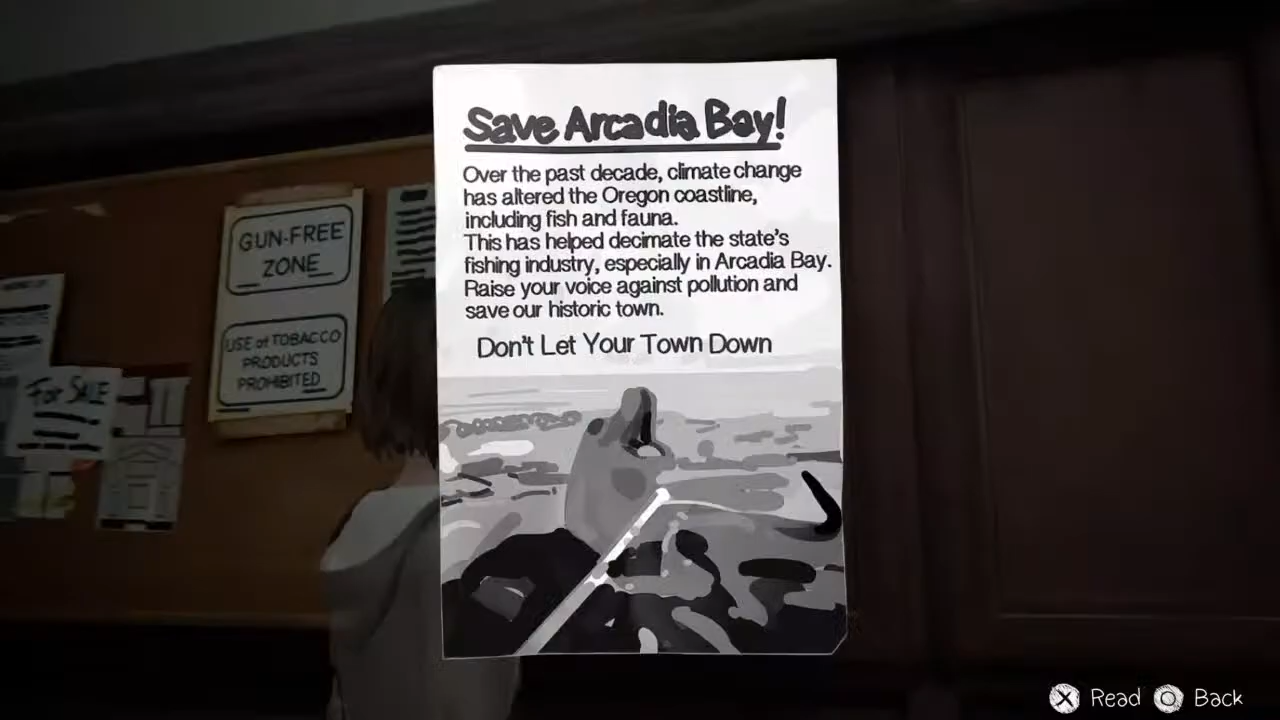 Save Arcadia Bay!
Over the past decade, climate change
has altered the Oregon coastline,
including fish and fauna.
This has helped decimate the state's
fishing industry, especially in Arcadia Bay.
Raise your voice against pollution and
save our historic town.
Don't Let Your Town Down
GUN-FREE
ZONE
USE of TOBACCO
PRODUCTS
PROHIBITED
For SALE
Read
Back